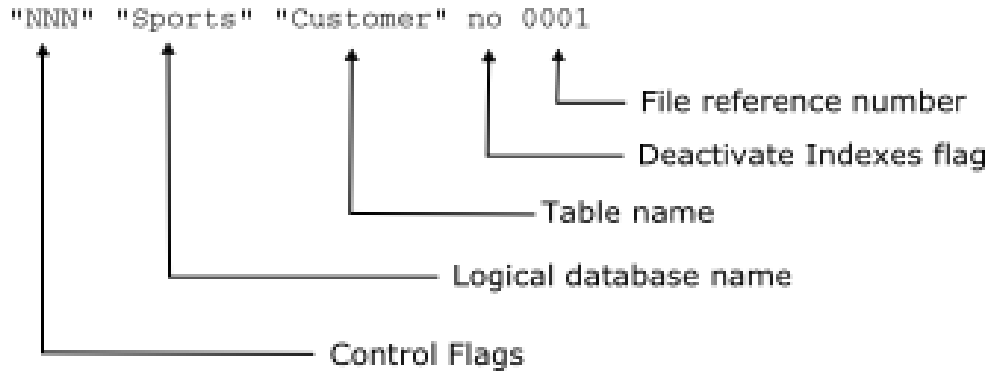 "NNN" "Sports" "Customer" no 0001
File reference number
Deactivate Indexes flag
Table name
Logical database name
Control Flags